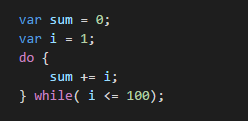 var sum = 0;
var i = 1;
do {
    sum += i;
} while( i <= 100);